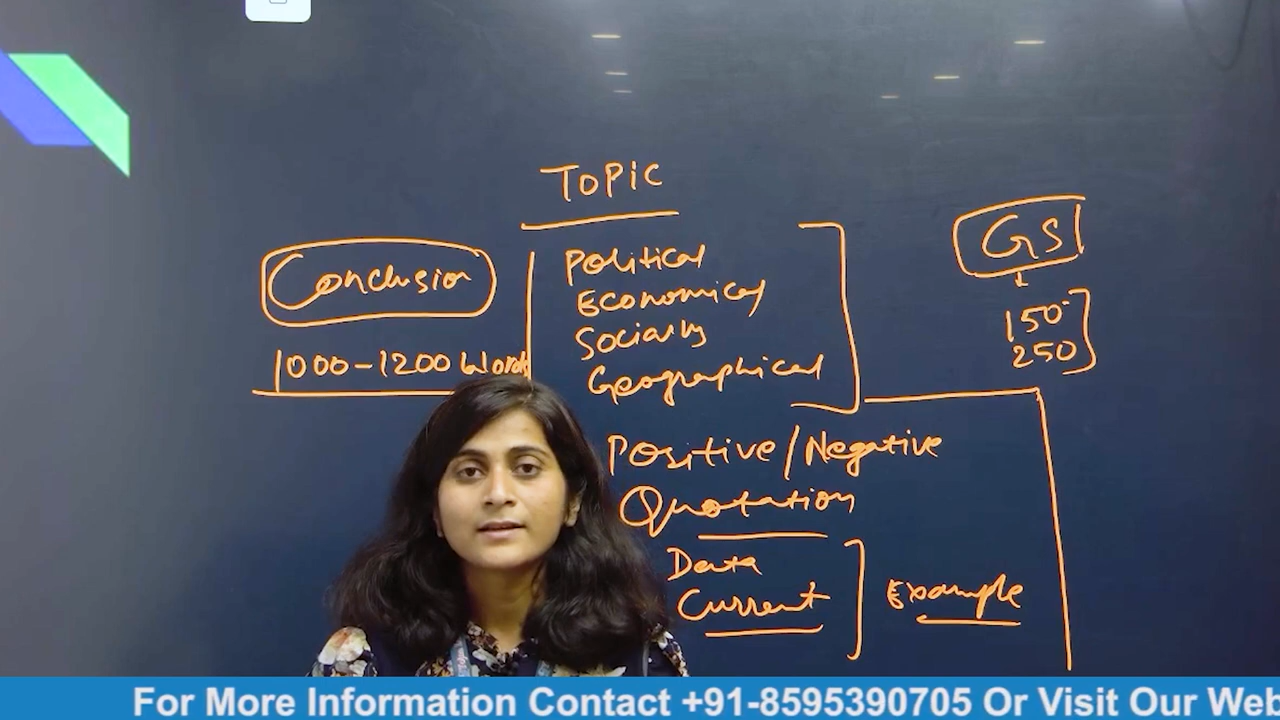 TOPIC
Conclusion
1000-1200 Words
Political
Economical
Socially
Geographical
GS
150
250
Positive/Negative
Quotation
Data
Current
Example
For More Information Contact +91-8595390705 Or Visit Our Web